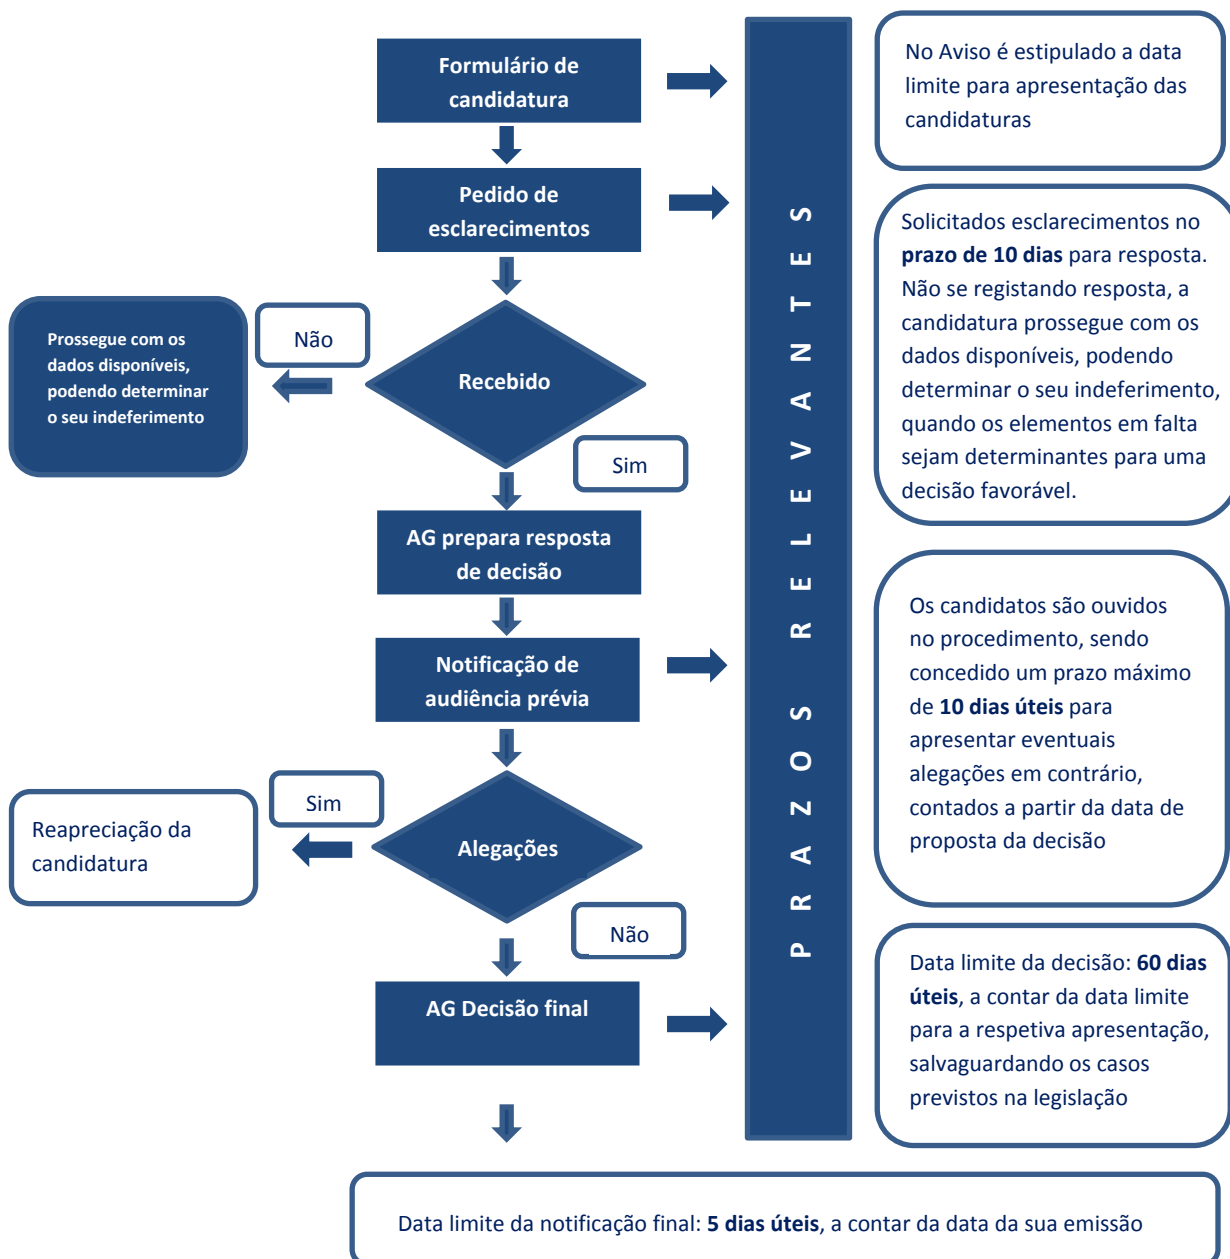 Formulário de
candidatura
No Aviso é estipulado a data
limite para apresentação das
candidaturas
Pedido de
esclarecimentos
Solicitados esclarecimentos no
prazo de 10 dias para resposta.
Não se registando resposta, a
candidatura prossegue com os
dados disponíveis, podendo
determinar o seu indeferimento,
quando os elementos em falta
sejam determinantes para uma
decisão favorável.
Não
Prossegue com os
dados disponíveis,
podendo determinar
o seu indeferimento
Recebido
Sim
AG prepara resposta
de decisão
PRAZOS RELEVANTES
Notificação de
audiência prévia
Os candidatos são ouvidos
no procedimento, sendo
concedido um prazo máximo
de 10 dias úteis para
apresentar eventuais
alegações em contrário,
contados a partir da data de
proposta da decisão
Sim
Reapreciação da
candidatura
Alegações
Não
AG Decisão final
Data limite da decisão: 60 dias
úteis, a contar da data limite
para a respetiva apresentação,
salvaguardando os casos
previstos na legislação
Data limite da notificação final: 5 dias úteis, a contar da data da sua emissão